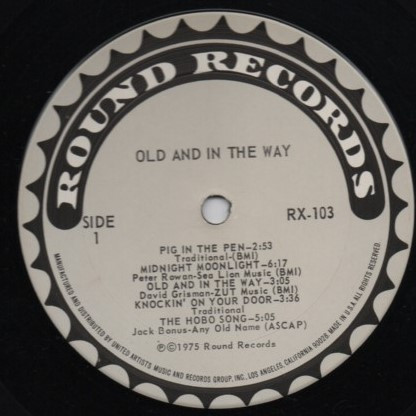 ROUND RECORDS
OLD AND IN THE WAY
SIDE
1
RX-103
PIG IN THE PEN—2:53
Traditional-(BMI)
MIDNIGHT MOONLIGHT—6:17
Peter Rowan-Sea Lion Music (BMI)
OLD AND IN THE WAY—3:05
David Grisman-ZUT Music (BMI)
KNOCKIN' ON YOUR DOOR—3:36
Traditional
THE HOBO SONG—5:05
Jack Bonus-Any Old Name (ASCAP)
℗©1975 Round Records
MANUFACTURED AND DISTRIBUTED BY UNITED ARTISTS MUSIC AND RECORDS GROUP, INC., LOS ANGELES, CALIFORNIA 90028. MADE IN U.S.A. ALL RIGHTS RESERVED.